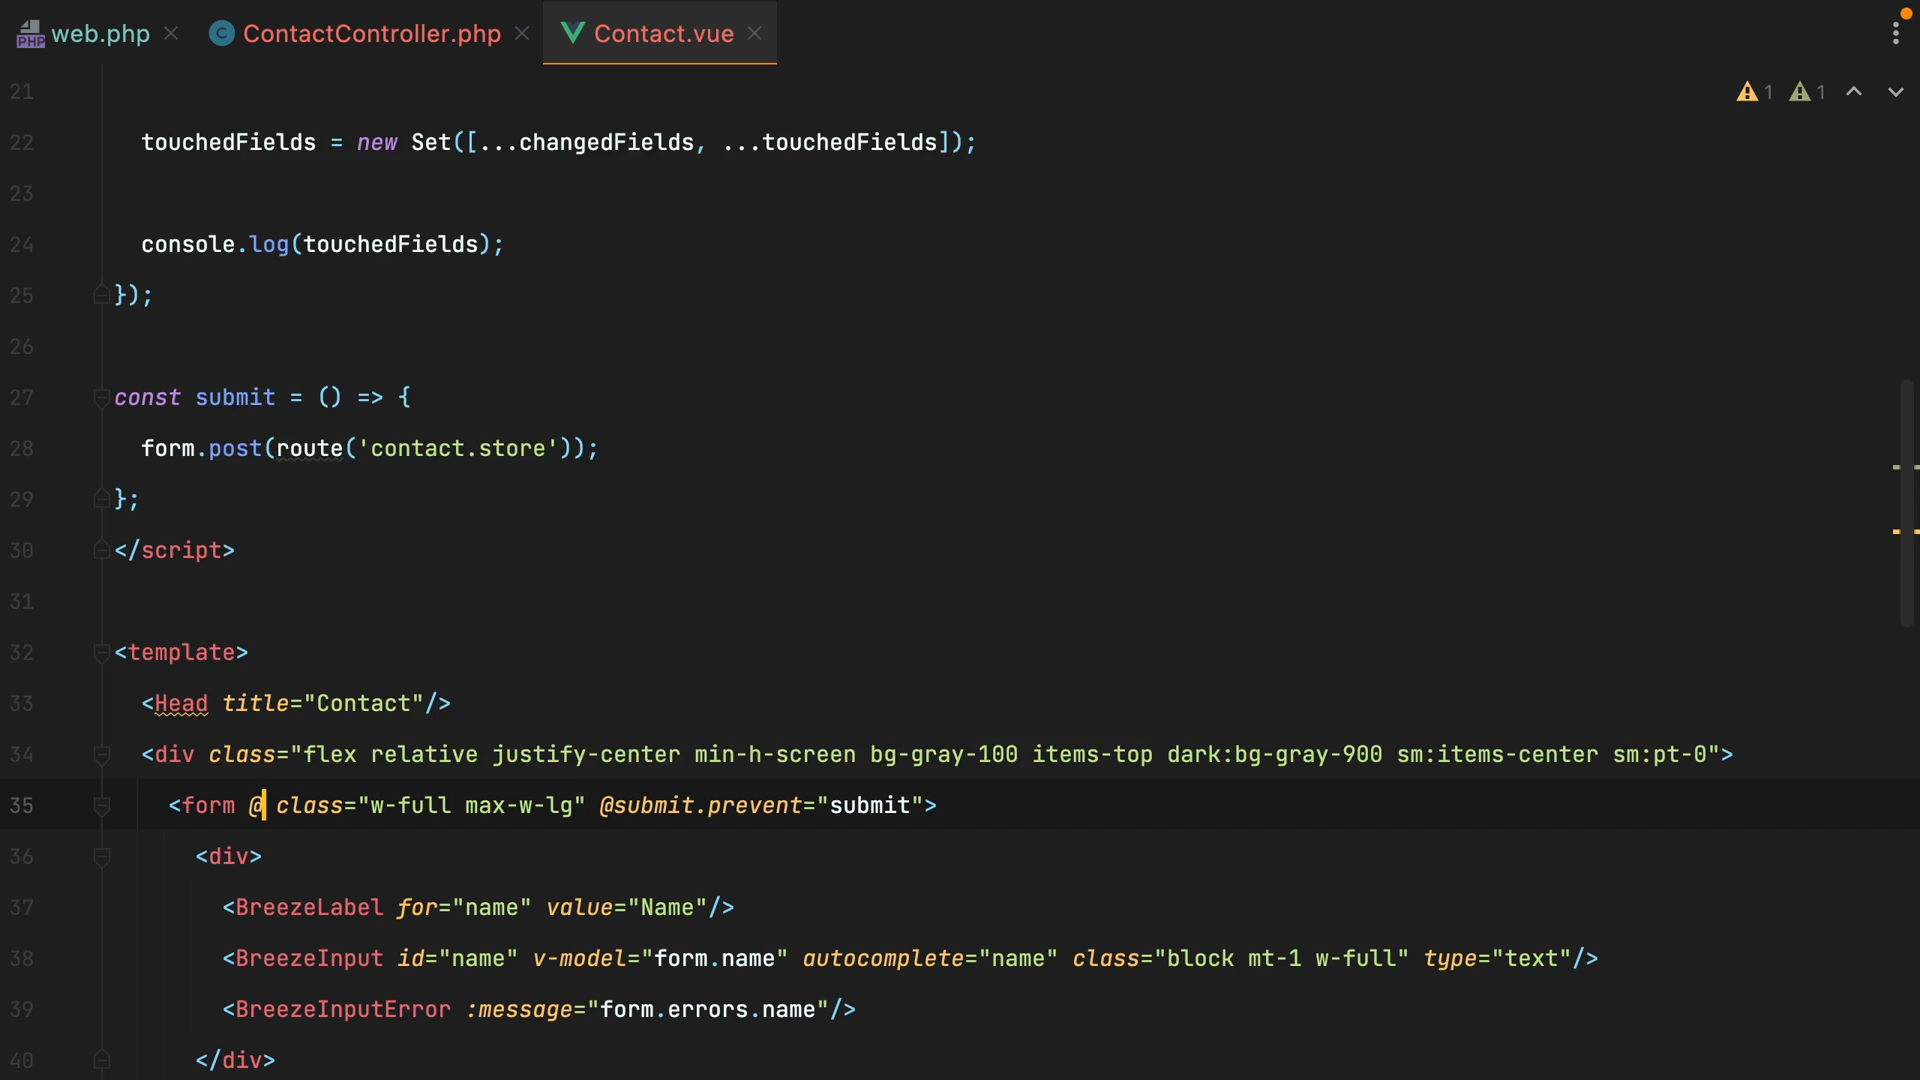 web.php ContactController.php Contact.vue
21
1 1
22 touchedFields = new Set([...changedFields, ...touchedFields]);
23
24 console.log(touchedFields);
25 });
26
27 const submit = () => {
28 form.post(route('contact.store'));
29 };
30 </script>
31
32 <template>
33 <Head title="Contact"/>
34 <div class="flex relative justify-center min-h-screen bg-gray-100 items-top dark:bg-gray-900 sm:items-center sm:pt-0">
35 <form @ class="w-full max-w-lg" @submit.prevent="submit">
36 <div>
37 <BreezeLabel for="name" value="Name"/>
38 <BreezeInput id="name" v-model="form.name" autocomplete="name" class="block mt-1 w-full" type="text"/>
39 <BreezeInputError :message="form.errors.name"/>
40 </div>